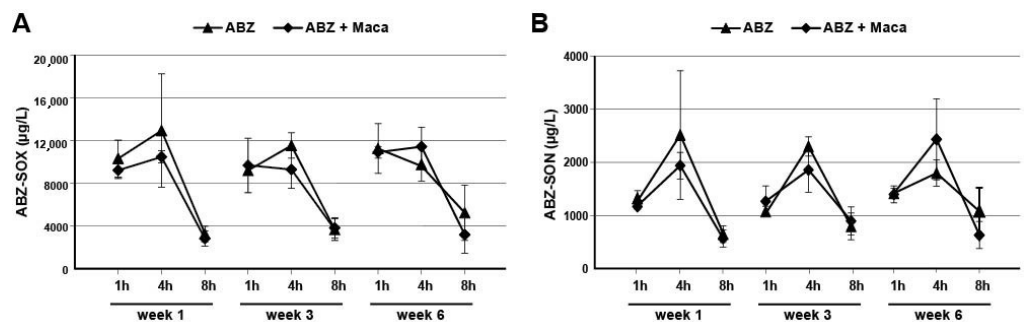 A
ABZ
ABZ + Maca
ABZ-SOX (µg/L)
20,000
16,000
12,000
8000
4000
0
1h 4h 8h 1h 4h 8h 1h 4h 8h
week 1 week 3 week 6
B
ABZ
ABZ + Maca
ABZ-SON (µg/L)
4000
3000
2000
1000
0
1h 4h 8h 1h 4h 8h 1h 4h 8h
week 1 week 3 week 6